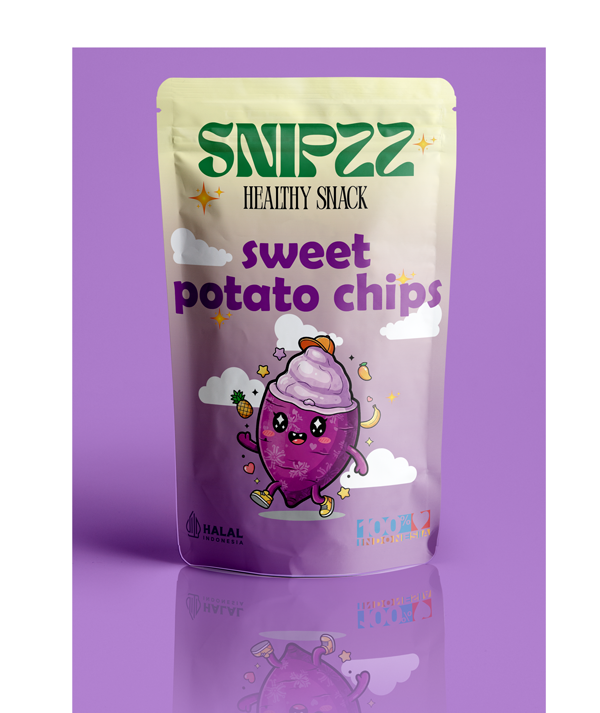 SNIPZZ
HEALTHY SNACK
sweet
potato chips
HALAL
INDONESIA
100%
INDONESIA